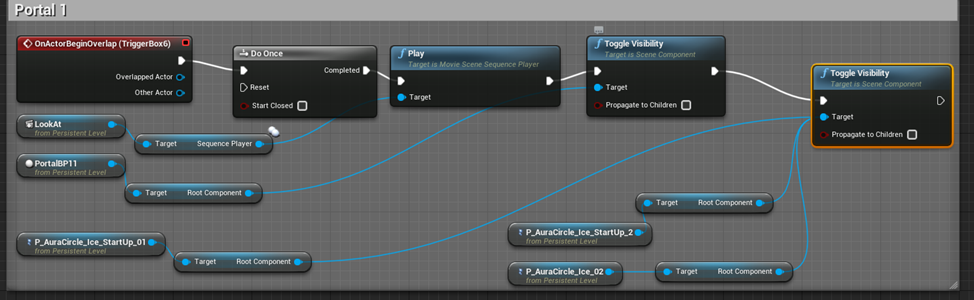 Portal 1
OnActorBeginOverlap (TriggerBox6)
Overlapped Actor
Other Actor
Do Once
Completed
Reset
Start Closed
Play
Target is Movie Scene Sequence Player
Target
Toggle Visibility
Target is Scene Component
Target
Propagate to Children
Toggle Visibility
Target is Scene Component
Target
Propagate to Children
LookAt
from Persistent Level
Target Sequence Player
PortalBP11
from Persistent Level
Target Root Component
Target Root Component
P_AuraCircle_Ice_StartUp_2
from Persistent Level
P_AuraCircle_Ice_StartUp_01
from Persistent Level
Target Root Component
P_AuraCircle_Ice_02
from Persistent Level
Target Root Component